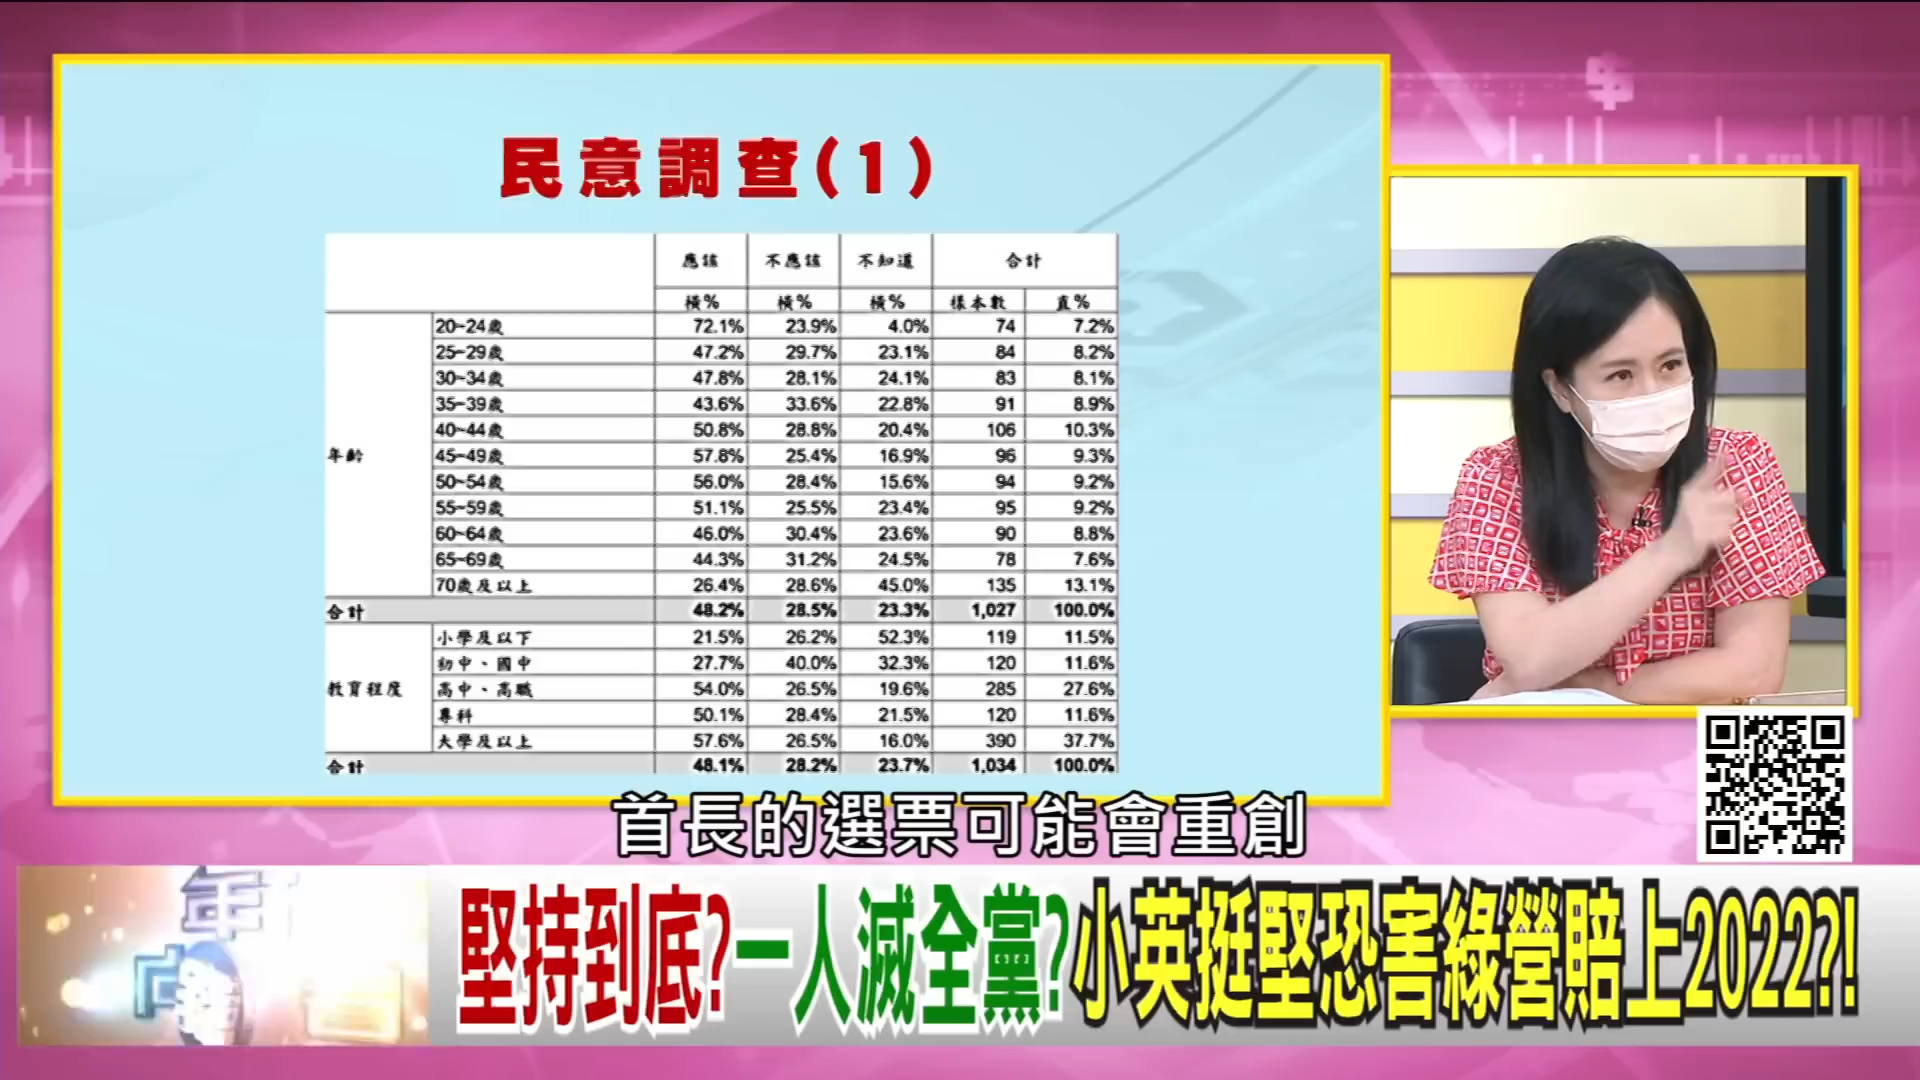 民意調查(1)
應該 不應該 不知道 合計
橫% 橫% 橫% 樣本數 直%
年齡
20~24歲 72.1% 23.9% 4.0% 74 7.2%
25~29歲 47.2% 29.7% 23.1% 84 8.2%
30~34歲 47.8% 28.1% 24.1% 83 8.1%
35~39歲 43.6% 33.6% 22.8% 91 8.9%
40~44歲 50.8% 28.8% 20.4% 106 10.3%
45~49歲 57.8% 25.4% 16.9% 96 9.3%
50~54歲 56.0% 28.4% 15.6% 94 9.2%
55~59歲 51.1% 25.5% 23.4% 95 9.2%
60~64歲 46.0% 30.4% 23.6% 90 8.8%
65~69歲 44.3% 31.2% 24.5% 78 7.6%
70歲及以上 26.4% 28.6% 45.0% 135 13.1%
合計 48.2% 28.5% 23.3% 1,027 100.0%
教育程度
小學及以下 21.5% 26.2% 52.3% 119 11.5%
初中、國中 27.7% 40.0% 32.3% 120 11.6%
高中、高職 54.0% 26.5% 19.6% 285 27.6%
專科 50.1% 28.4% 21.5% 120 11.6%
大學及以上 57.6% 26.5% 16.0% 390 37.7%
合計 48.1% 28.2% 23.7% 1,034 100.0%
首長的選票可能會重創
年
向
堅持到底?一人滅全黨?小英挺堅恐害綠營賠上2022?!